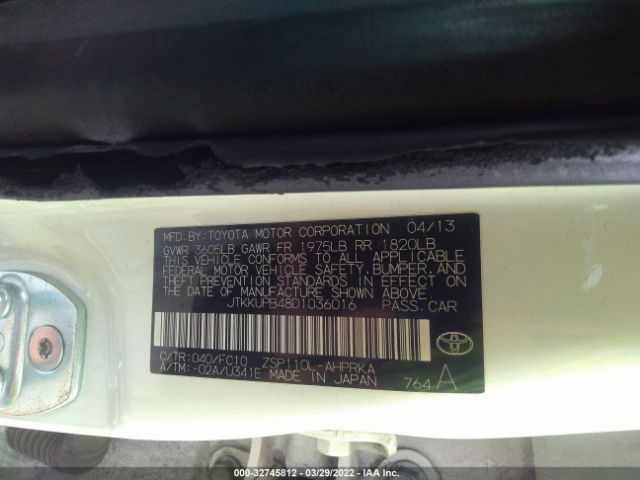 MFD. BY: TOYOTA MOTOR CORPORATION 04/13
GVWR 3605LB GAWR FR 1975LB RR 1820LB
THIS VEHICLE CONFORMS TO ALL APPLICABLE
FEDERAL MOTOR VEHICLE SAFETY, BUMPER, AND
THEFT PREVENTION STANDARDS IN EFFECT ON
THE DATE OF MANUFACTURE SHOWN ABOVE.
JTKKUPB48D1036016 PASS. CAR
C/TR: 040/FC10 ZSP110L-AHPRKA
A/TM: -02A/U341E MADE IN JAPAN
764 A
000-32745812 - 03/29/2022 - IAA Inc.